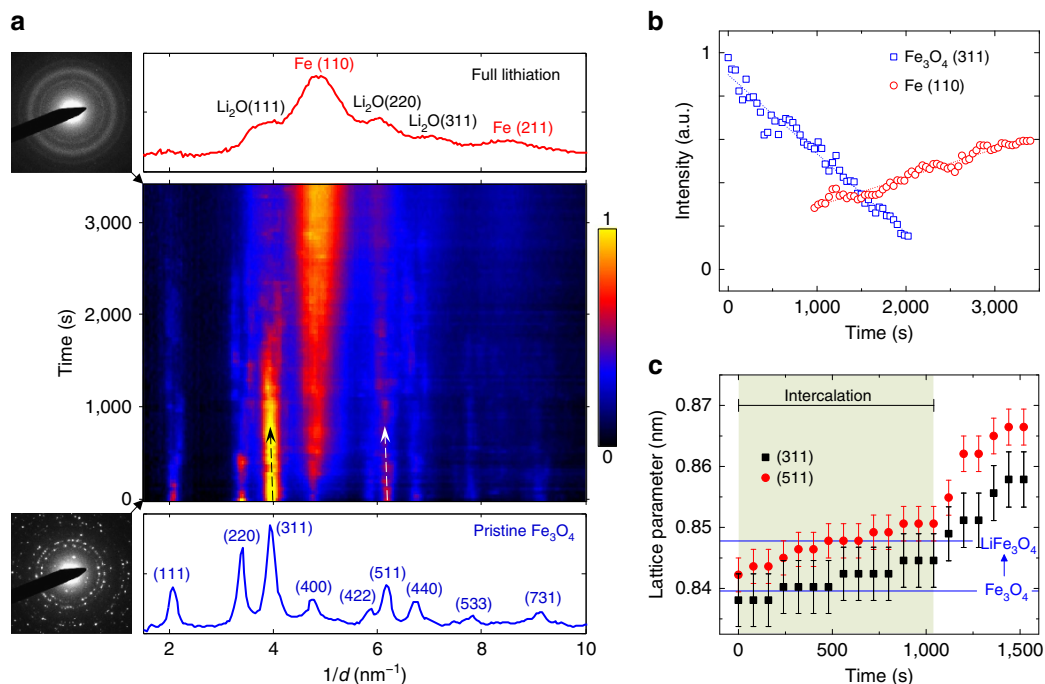 a
Full lithiation
Fe (110)
Li₂O(111)
Li₂O(220)
Li₂O(311)
Fe (211)
Time (s)
3,000
2,000
1,000
0
1
0
Pristine Fe₃O₄
(111)
(220)
(311)
(400)
(422)
(511)
(440)
(533)
(731)
2
4
6
8
10
1/d (nm⁻¹)
b
Intensity (a.u.)
1
0
Fe₃O₄ (311)
Fe (110)
0
1,000
2,000
3,000
Time (s)
c
Lattice parameter (nm)
0.87
0.86
0.85
0.84
Intercalation
(311)
(511)
LiFe₃O₄
Fe₃O₄
0
500
1,000
1,500
Time (s)